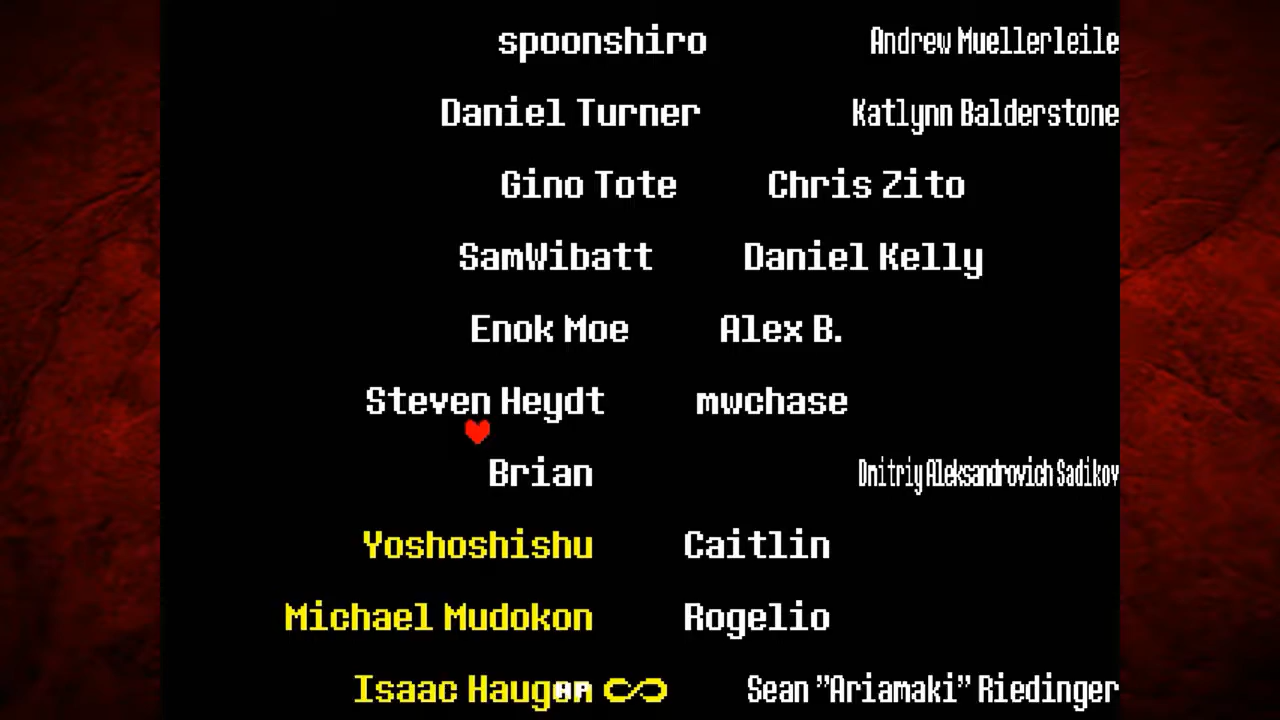 spoonshiro Andrew Muellerleile
Daniel Turner Katlynn Balderstone
Gino Tote Chris Zito
SamWibatt Daniel Kelly
Enok Moe Alex B.
Steven Heydt mwchase
Brian Dmitriy Aleksandrovich Sadikov
Yoshoshishu Caitlin
Michael Mudokon Rogelio
Isaac Haugen ∞ Sean "Ariamaki" Riedinger